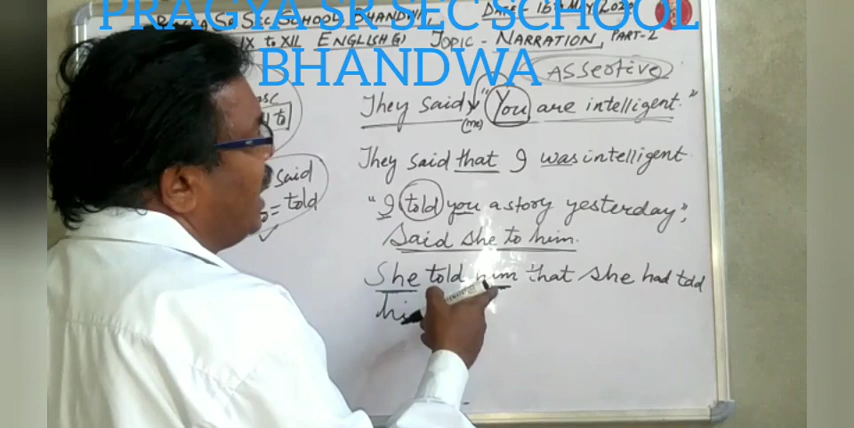 PRAGYA SR SEC SCHOOL
BHANDWA
IX to XII ENGLISH(G) TOPIC - NARRATION, PART-2
Assertive
They said, "You are intelligent."
(me)
They said that I was intelligent
said
= told
"I told you a story yesterday",
Said she to him.
She told him that she had told